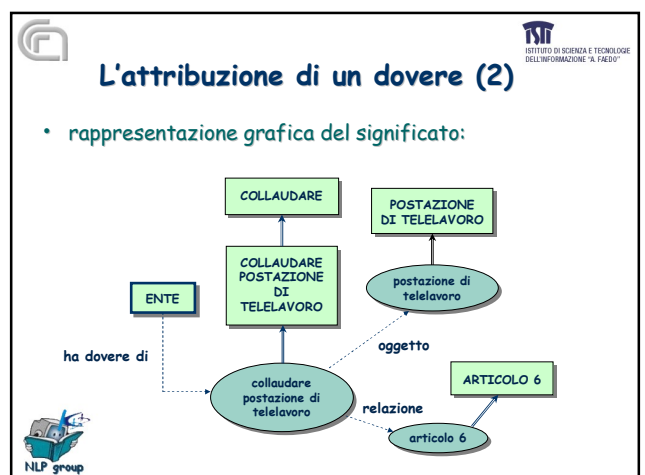 ISTITUTO DI SCIENZA E TECNOLOGIE
DELL'INFORMAZIONE "A. FAEDO"
L'attribuzione di un dovere (2)
• rappresentazione grafica del significato:
COLLAUDARE
POSTAZIONE
DI TELELAVORO
COLLAUDARE
POSTAZIONE
DI
TELELAVORO
postazione di
telelavoro
ENTE
ha dovere di
oggetto
collaudare
postazione di
telelavoro
relazione
ARTICOLO 6
articolo 6
NLP group